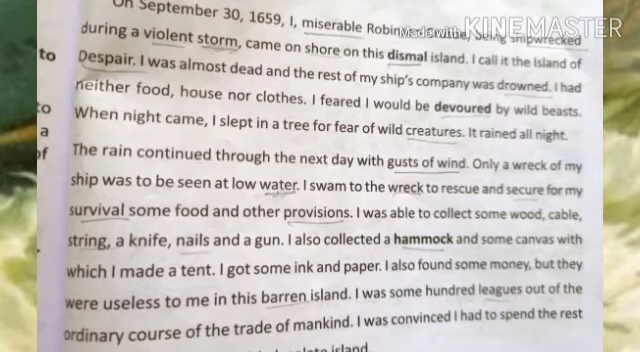 On September 30, 1659, I, miserable Robinson being shipwrecked
Made with KINEMASTER
during a violent storm, came on shore on this dismal island. I call it the Island of
to
Despair. I was almost dead and the rest of my ship's company was drowned. I had
neither food, house nor clothes. I feared I would be devoured by wild beasts.
to
When night came, I slept in a tree for fear of wild creatures. It rained all night.
a
of
The rain continued through the next day with gusts of wind. Only a wreck of my
ship was to be seen at low water. I swam to the wreck to rescue and secure for my
survival some food and other provisions. I was able to collect some wood, cable,
string, a knife, nails and a gun. I also collected a hammock and some canvas with
which I made a tent. I got some ink and paper. I also found some money, but they
were useless to me in this barren island. I was some hundred leagues out of the
ordinary course of the trade of mankind. I was convinced I had to spend the rest
island.